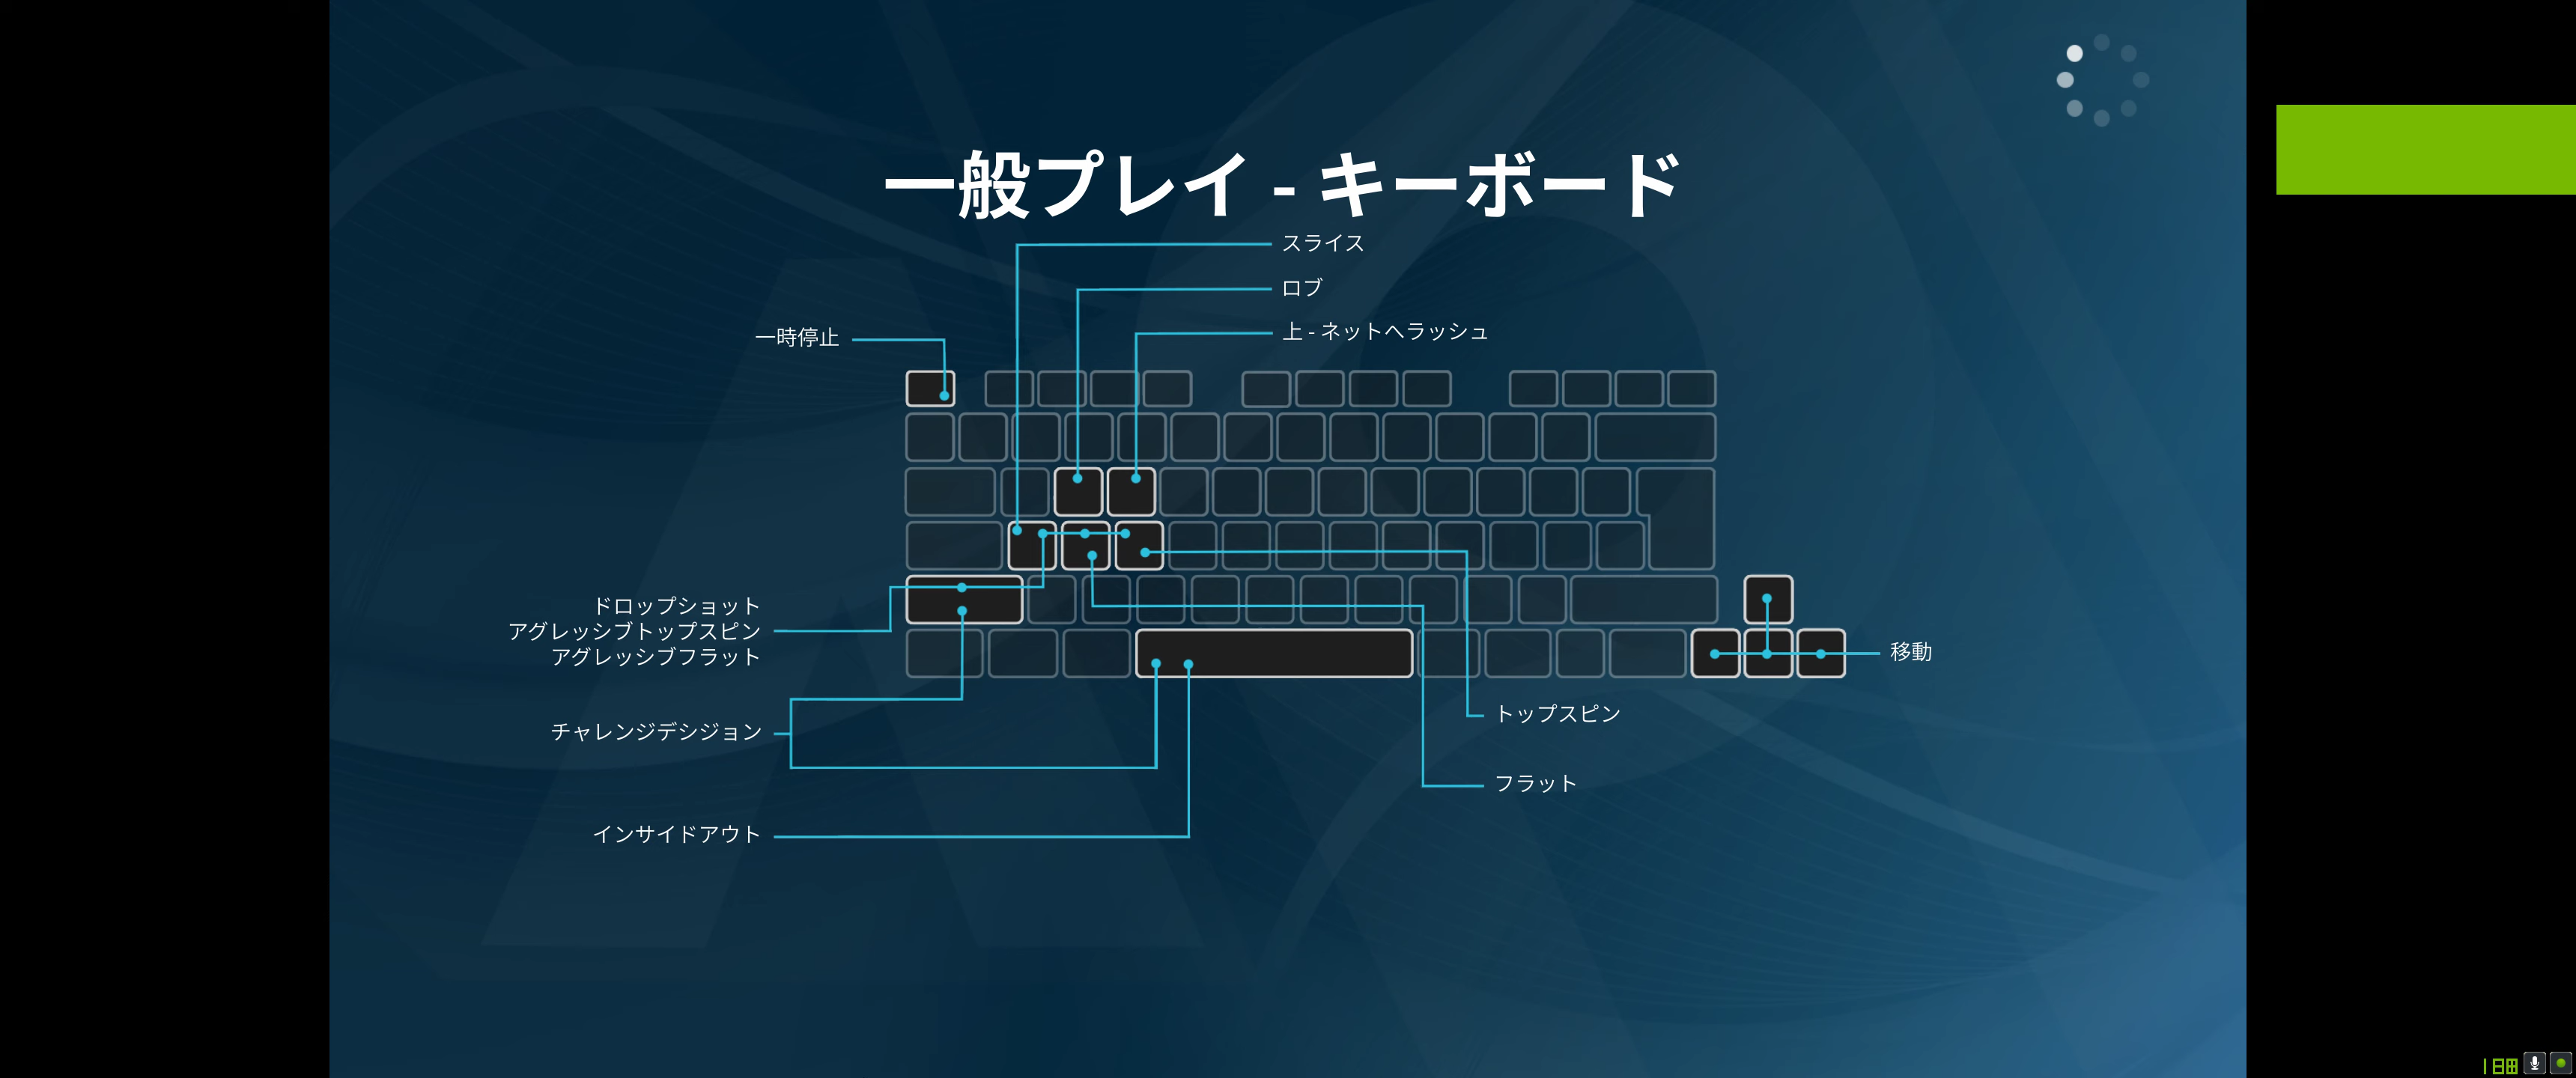 一般プレイ - キーボード
スライス
ロブ
上 - ネットへラッシュ
一時停止
ドロップショット
アグレッシブトップスピン
アグレッシブフラット
移動
チャレンジデシジョン
トップスピン
フラット
インサイドアウト